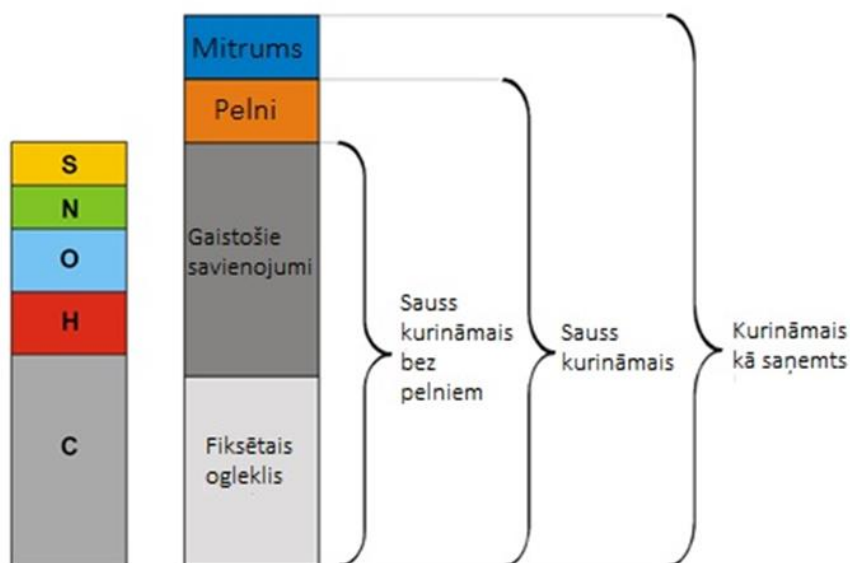 S
N
O
H
C
Mitrums
Pelni
Gaistošie
savienojumi
Fiksētais
ogleklis
Sauss
kurināmais
bez
pelniem
Sauss
kurināmais
Kurināmais
kā saņemts